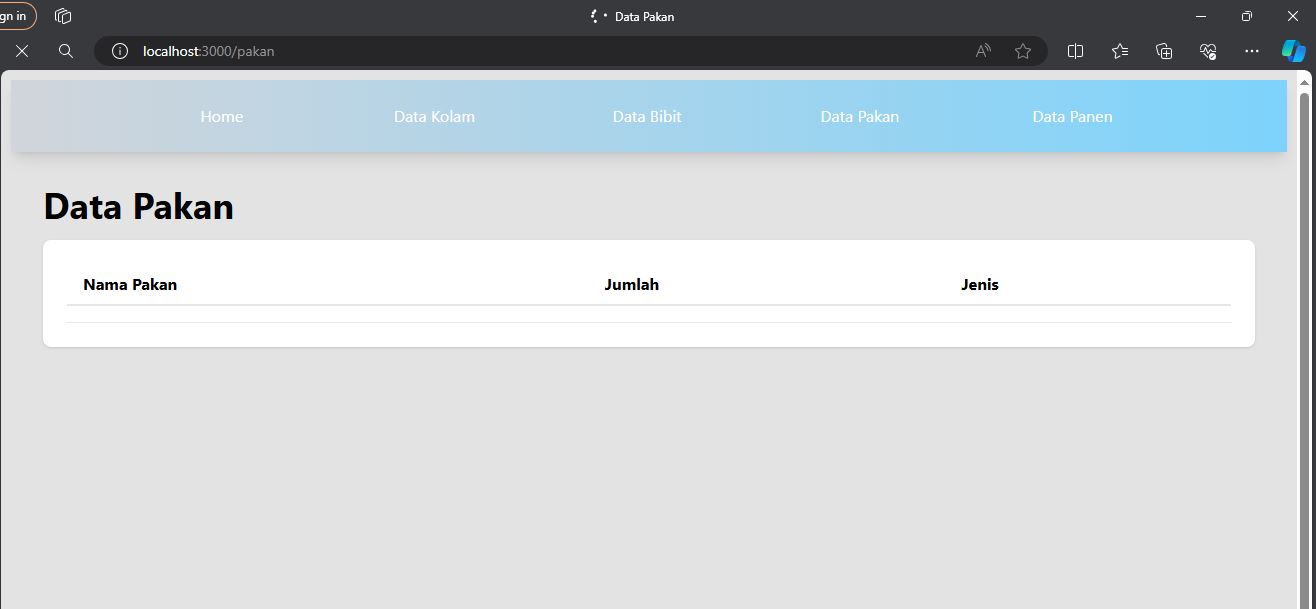 gn in
Data Pakan
localhost:3000/pakan
Home Data Kolam Data Bibit Data Pakan Data Panen
Data Pakan
Nama Pakan Jumlah Jenis